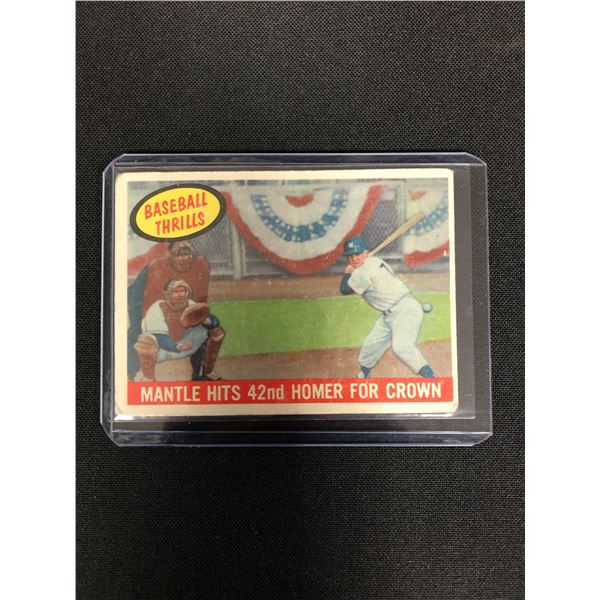 BASEBALL
THRILLS
MANTLE HITS 42nd HOMER FOR CROWN